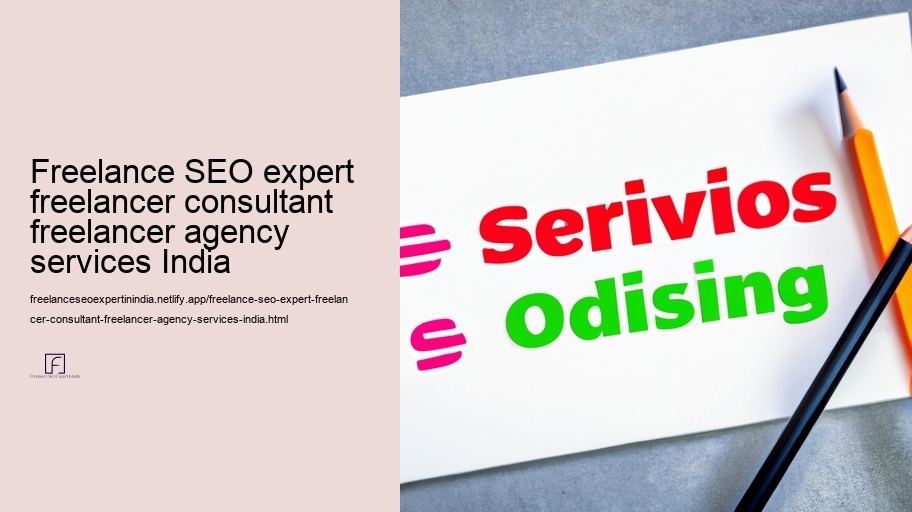 Freelance SEO expert
freelancer consultant
freelancer agency
services India
freelanceseoexpertinindia.netlify.app/freelance-seo-expert-freelan
cer-consultant-freelancer-agency-services-india.html
Serivios
Odising
s